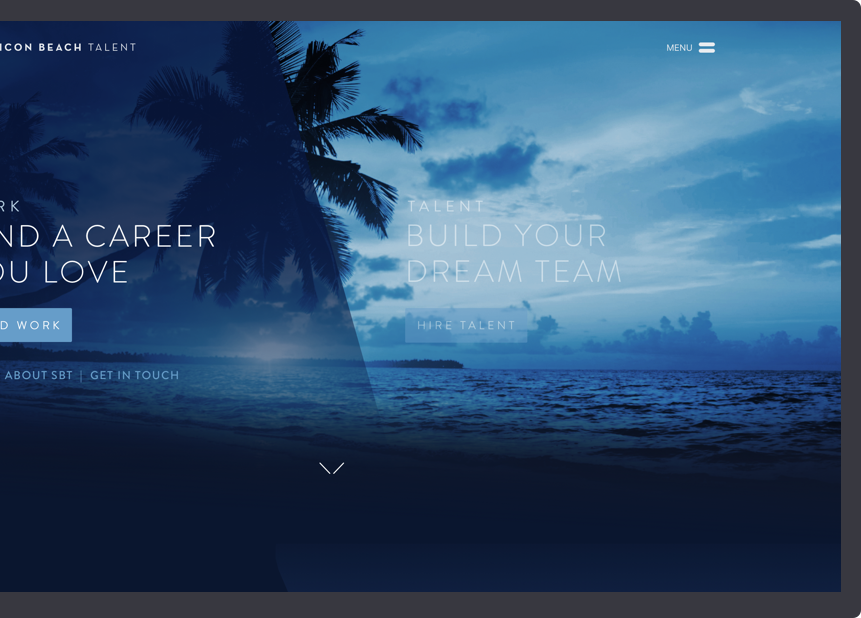 ICON BEACH TALENT
MENU
RK
ND A CAREER
OU LOVE
D WORK
ABOUT SBT | GET IN TOUCH
TALENT
BUILD YOUR
DREAM TEAM
HIRE TALENT